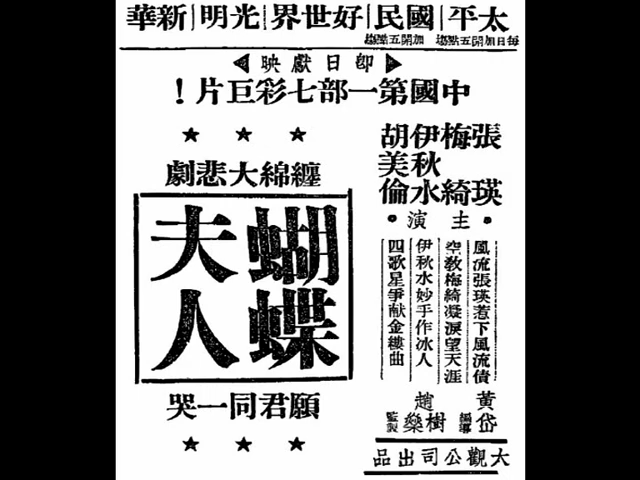 太平|國民|好世界|光明|新華
每日加開五點場 加開五點場
即日獻映
中國第一部七彩巨片！
張瑛
梅綺
伊秋水
胡美倫
主演
風流張瑛惹下風流債
空教梅綺凝淚望天涯
伊秋水妙手作冰人
四歌星爭献金縷曲
黃岱編導
趙樹燊監製
大觀公司出品
★ ★ ★
纏綿大悲劇
蝴蝶
夫人
願君同一哭
★ ★ ★